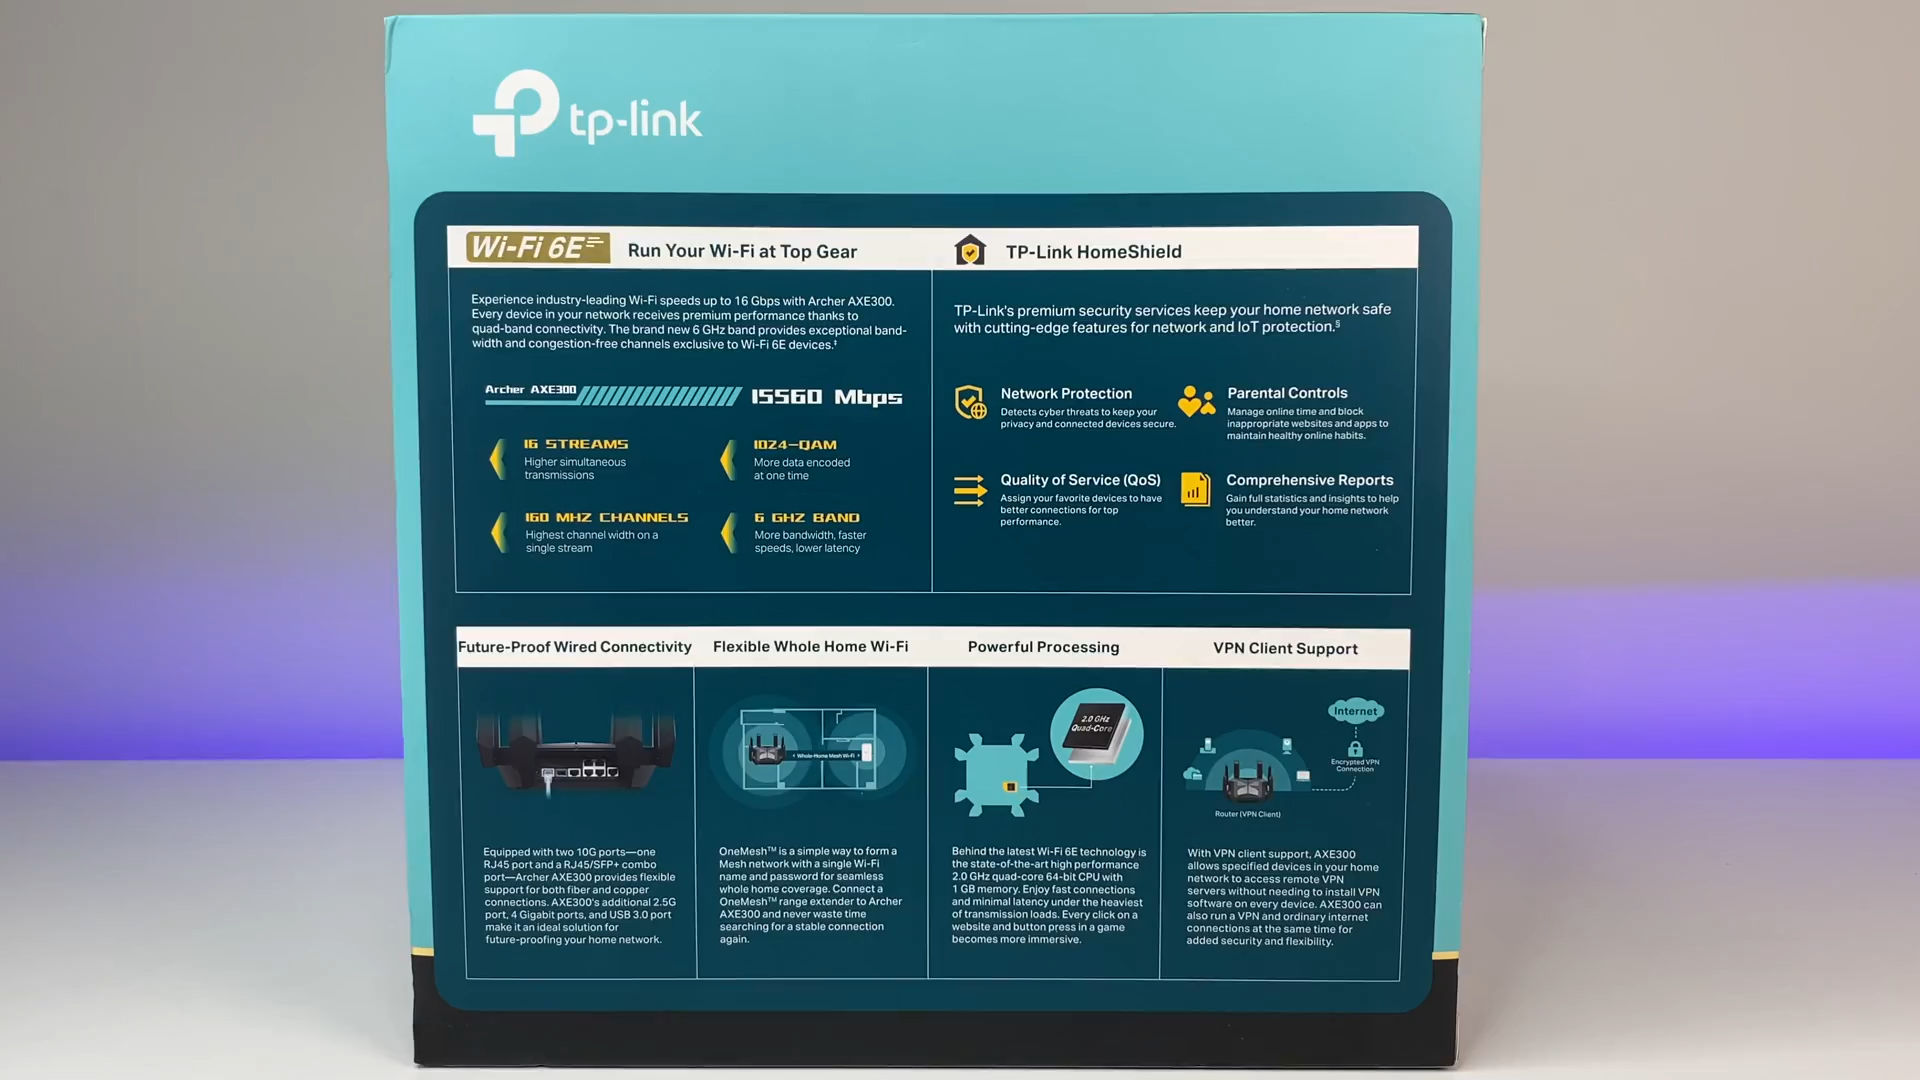 tp-link
Wi-Fi 6E
Run Your Wi-Fi at Top Gear
Experience industry-leading Wi-Fi speeds up to 16 Gbps with Archer AXE300.
Every device in your network receives premium performance thanks to
quad-band connectivity. The brand new 6 GHz band provides exceptional band-
width and congestion-free channels exclusive to Wi-Fi 6E devices.‡
Archer AXE300
15560 Mbps
16 STREAMS
Higher simultaneous
transmissions
1024-QAM
More data encoded
at one time
160 MHZ CHANNELS
Highest channel width on a
single stream
6 GHZ BAND
More bandwidth, faster
speeds, lower latency
TP-Link HomeShield
TP-Link's premium security services keep your home network safe
with cutting-edge features for network and IoT protection.§
Network Protection
Detects cyber threats to keep your
privacy and connected devices secure.
Parental Controls
Manage online time and block
inappropriate websites and apps to
maintain healthy online habits.
Quality of Service (QoS)
Assign your favorite devices to have
better connections for top
performance.
Comprehensive Reports
Gain full statistics and insights to help
you understand your home network
better.
Future-Proof Wired Connectivity
Equipped with two 10G ports—one
RJ45 port and a RJ45/SFP+ combo
port—Archer AXE300 provides flexible
support for both fiber and copper
connections. AXE300's additional 2.5G
port, 4 Gigabit ports, and USB 3.0 port
make it an ideal solution for
future-proofing your home network.
Flexible Whole Home Wi-Fi
Whole-Home Mesh Wi-Fi
OneMesh™ is a simple way to form a
Mesh network with a single Wi-Fi
name and password for seamless
whole home coverage. Connect a
OneMesh™ range extender to Archer
AXE300 and never waste time
searching for a stable connection
again.
Powerful Processing
2.0 GHz
Quad-Core
Behind the latest Wi-Fi 6E technology is
the state-of-the-art high performance
2.0 GHz quad-core 64-bit CPU with
1 GB memory. Enjoy fast connections
and minimal latency under the heaviest
of transmission loads. Every click on a
website and button press in a game
becomes more immersive.
VPN Client Support
Internet
Encrypted VPN
Connection
Router (VPN Client)
With VPN client support, AXE300
allows specified devices in your home
network to access remote VPN
servers without needing to install VPN
software on every device. AXE300 can
also run a VPN and ordinary internet
connections at the same time for
added security and flexibility.